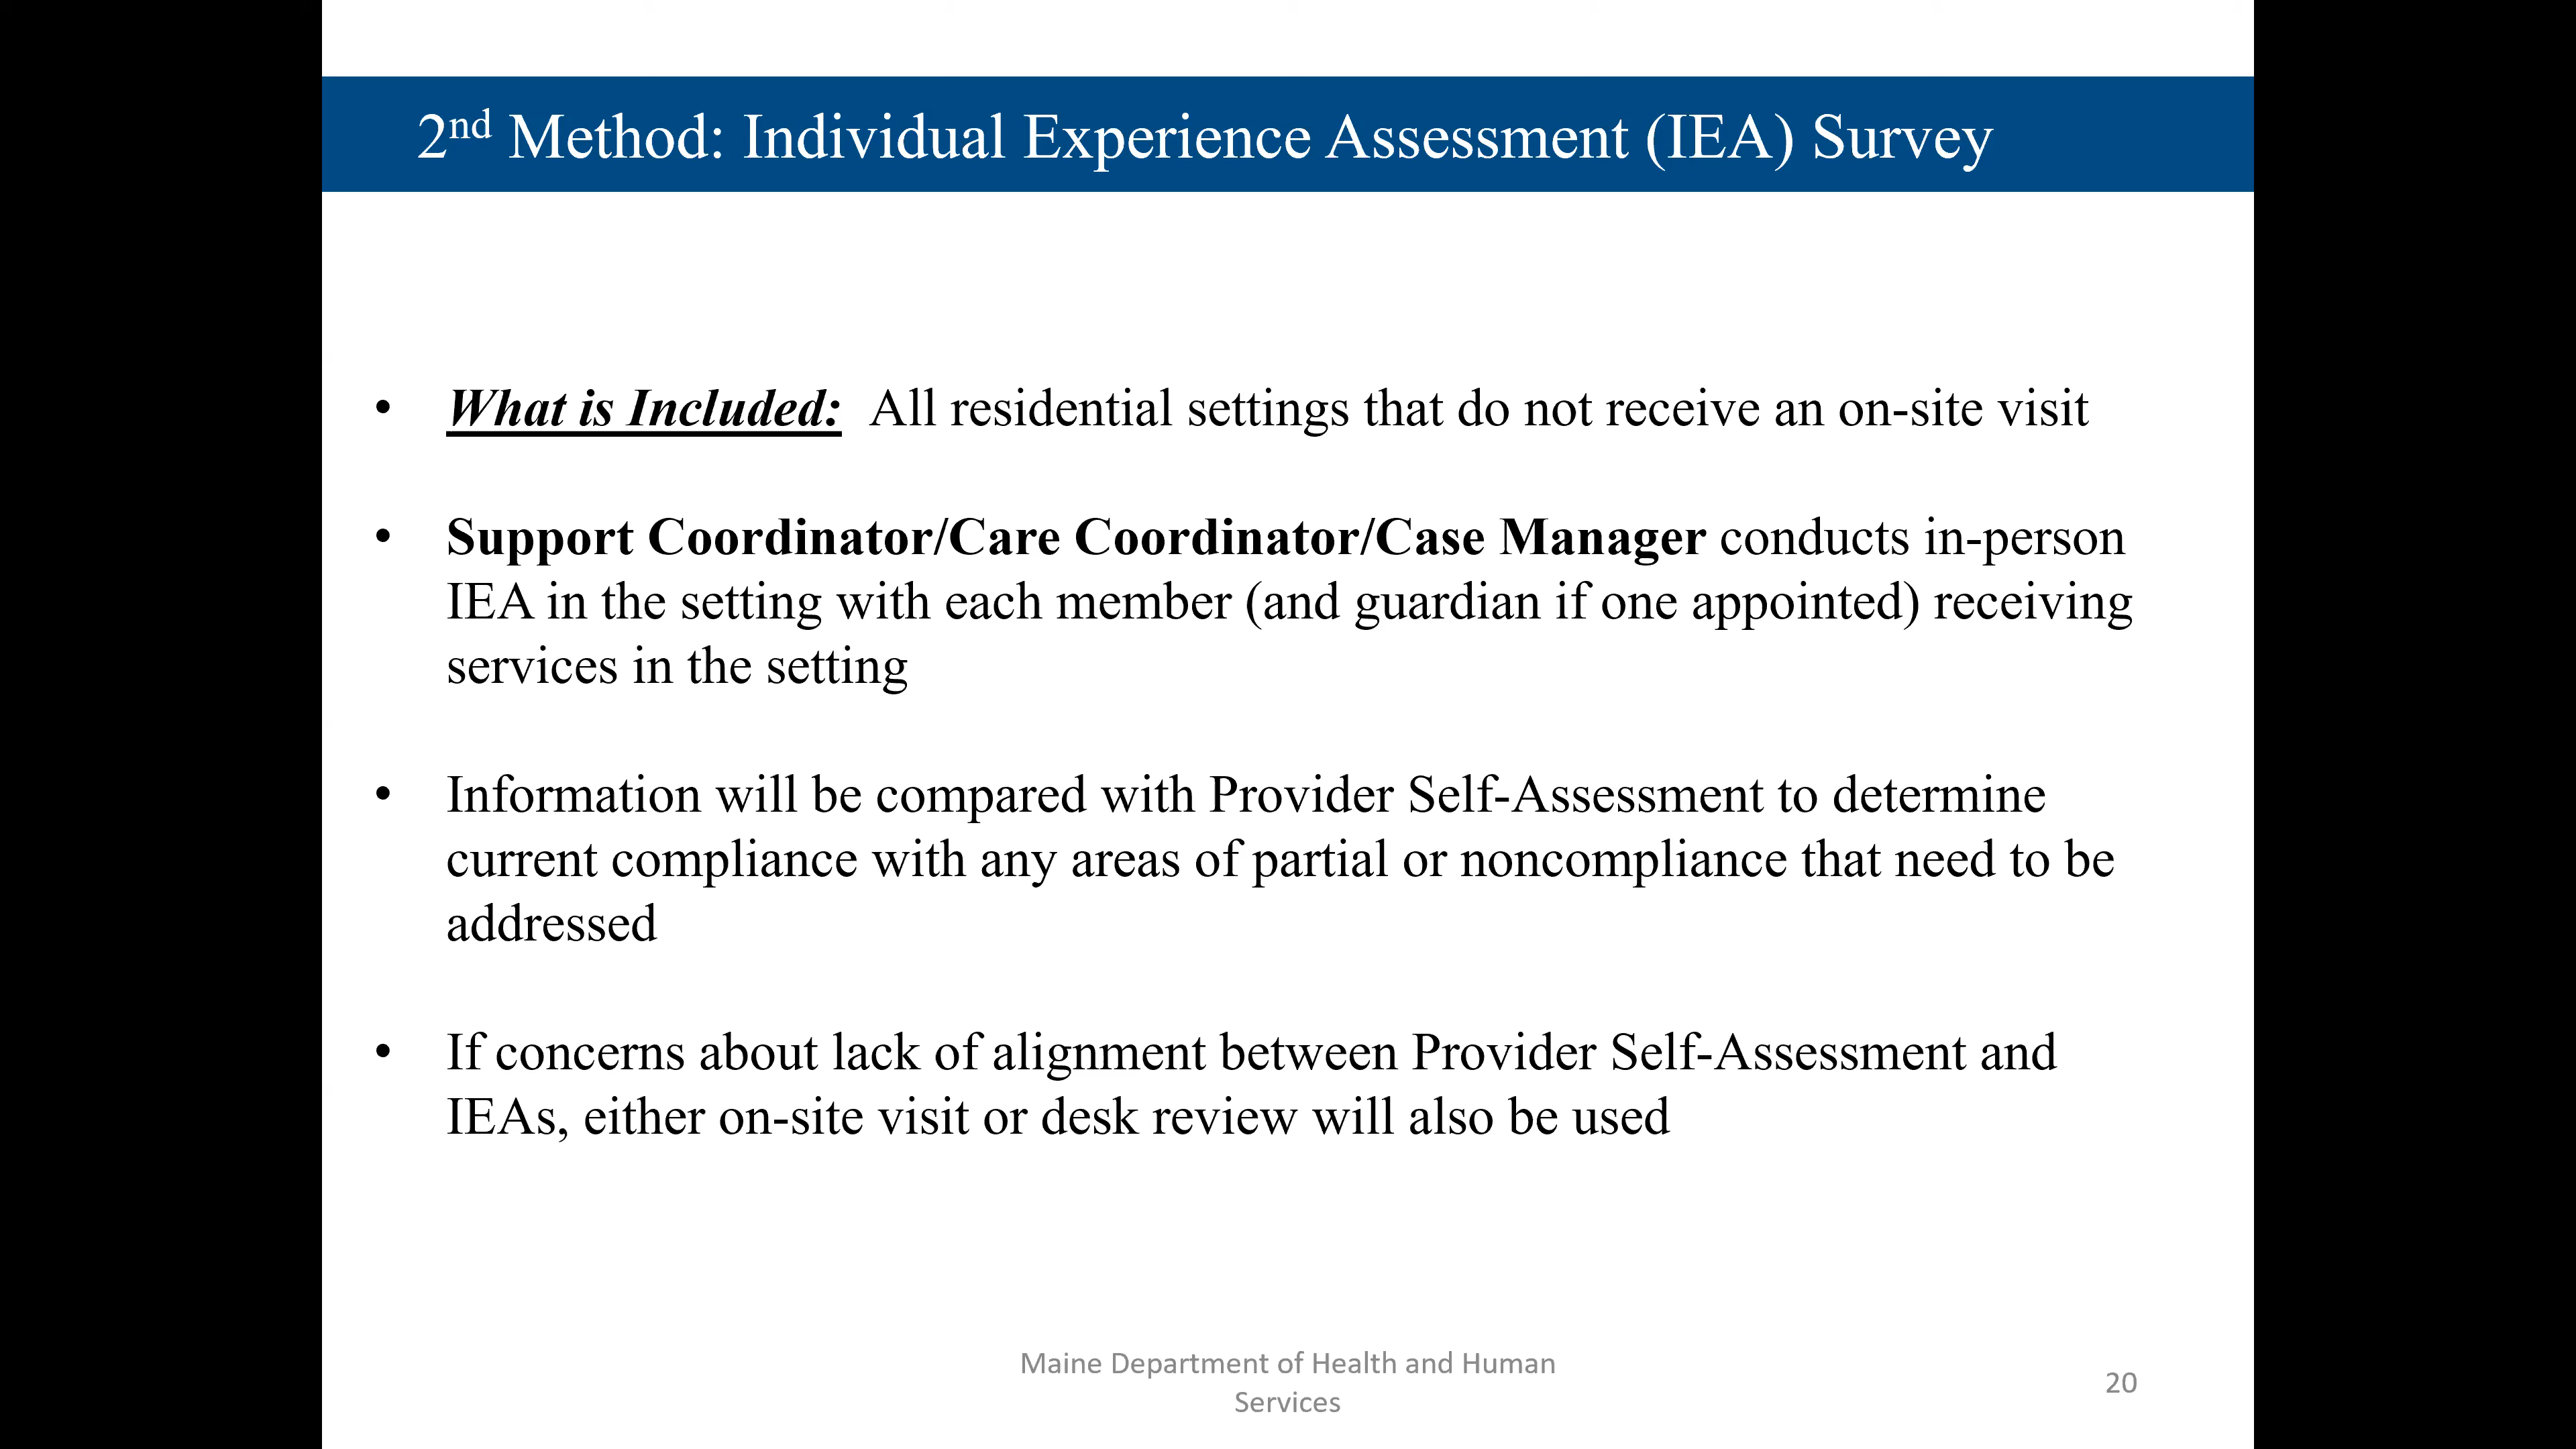 2nd Method: Individual Experience Assessment (IEA) Survey
• What is Included: All residential settings that do not receive an on-site visit
• Support Coordinator/Care Coordinator/Case Manager conducts in-person
IEA in the setting with each member (and guardian if one appointed) receiving
services in the setting
• Information will be compared with Provider Self-Assessment to determine
current compliance with any areas of partial or noncompliance that need to be
addressed
• If concerns about lack of alignment between Provider Self-Assessment and
IEAs, either on-site visit or desk review will also be used
Maine Department of Health and Human
Services
20